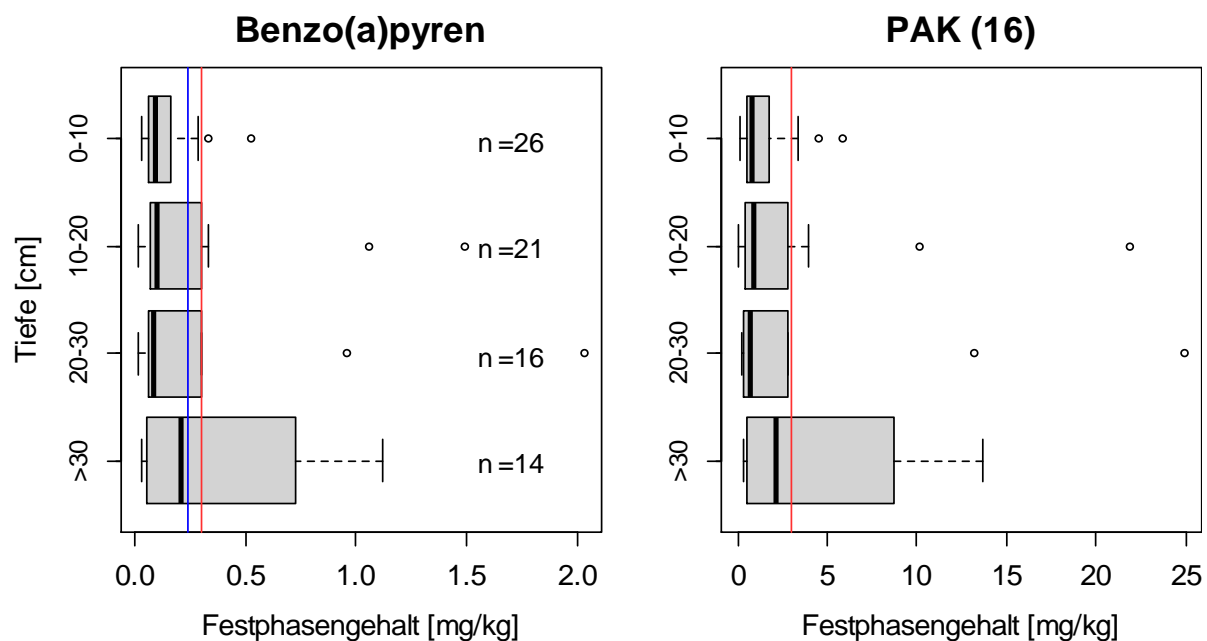 Benzo(a)pyren
PAK (16)
Tiefe [cm]
0-10
10-20
20-30
>30
n =26
n =21
n =16
n =14
0.0 0.5 1.0 1.5 2.0
Festphasengehalt [mg/kg]
0-10
10-20
20-30
>30
0 5 10 15 20 25
Festphasengehalt [mg/kg]